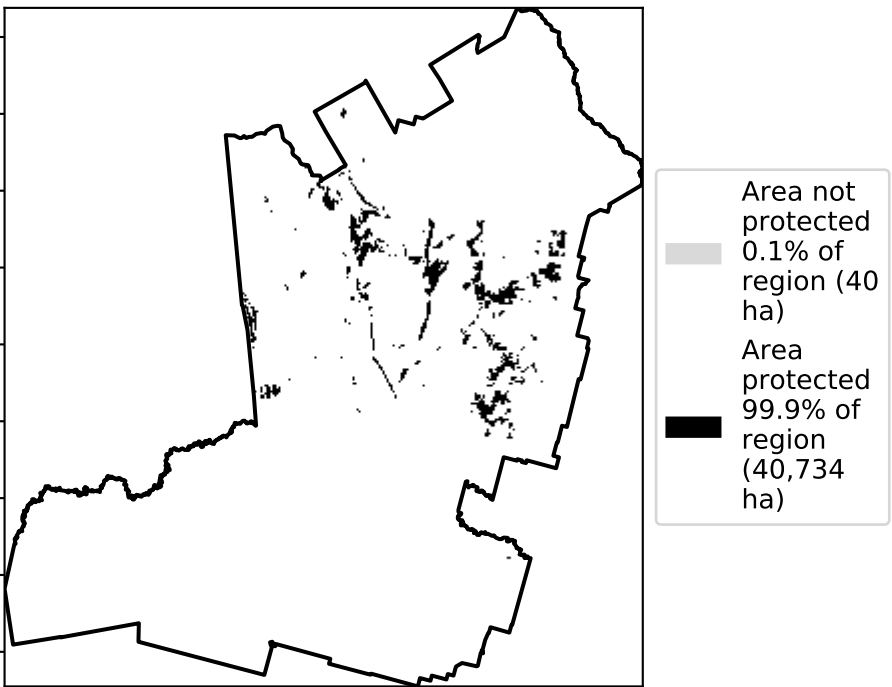 Area not
protected
0.1% of
region (40
ha)
Area
protected
99.9% of
region
(40,734
ha)